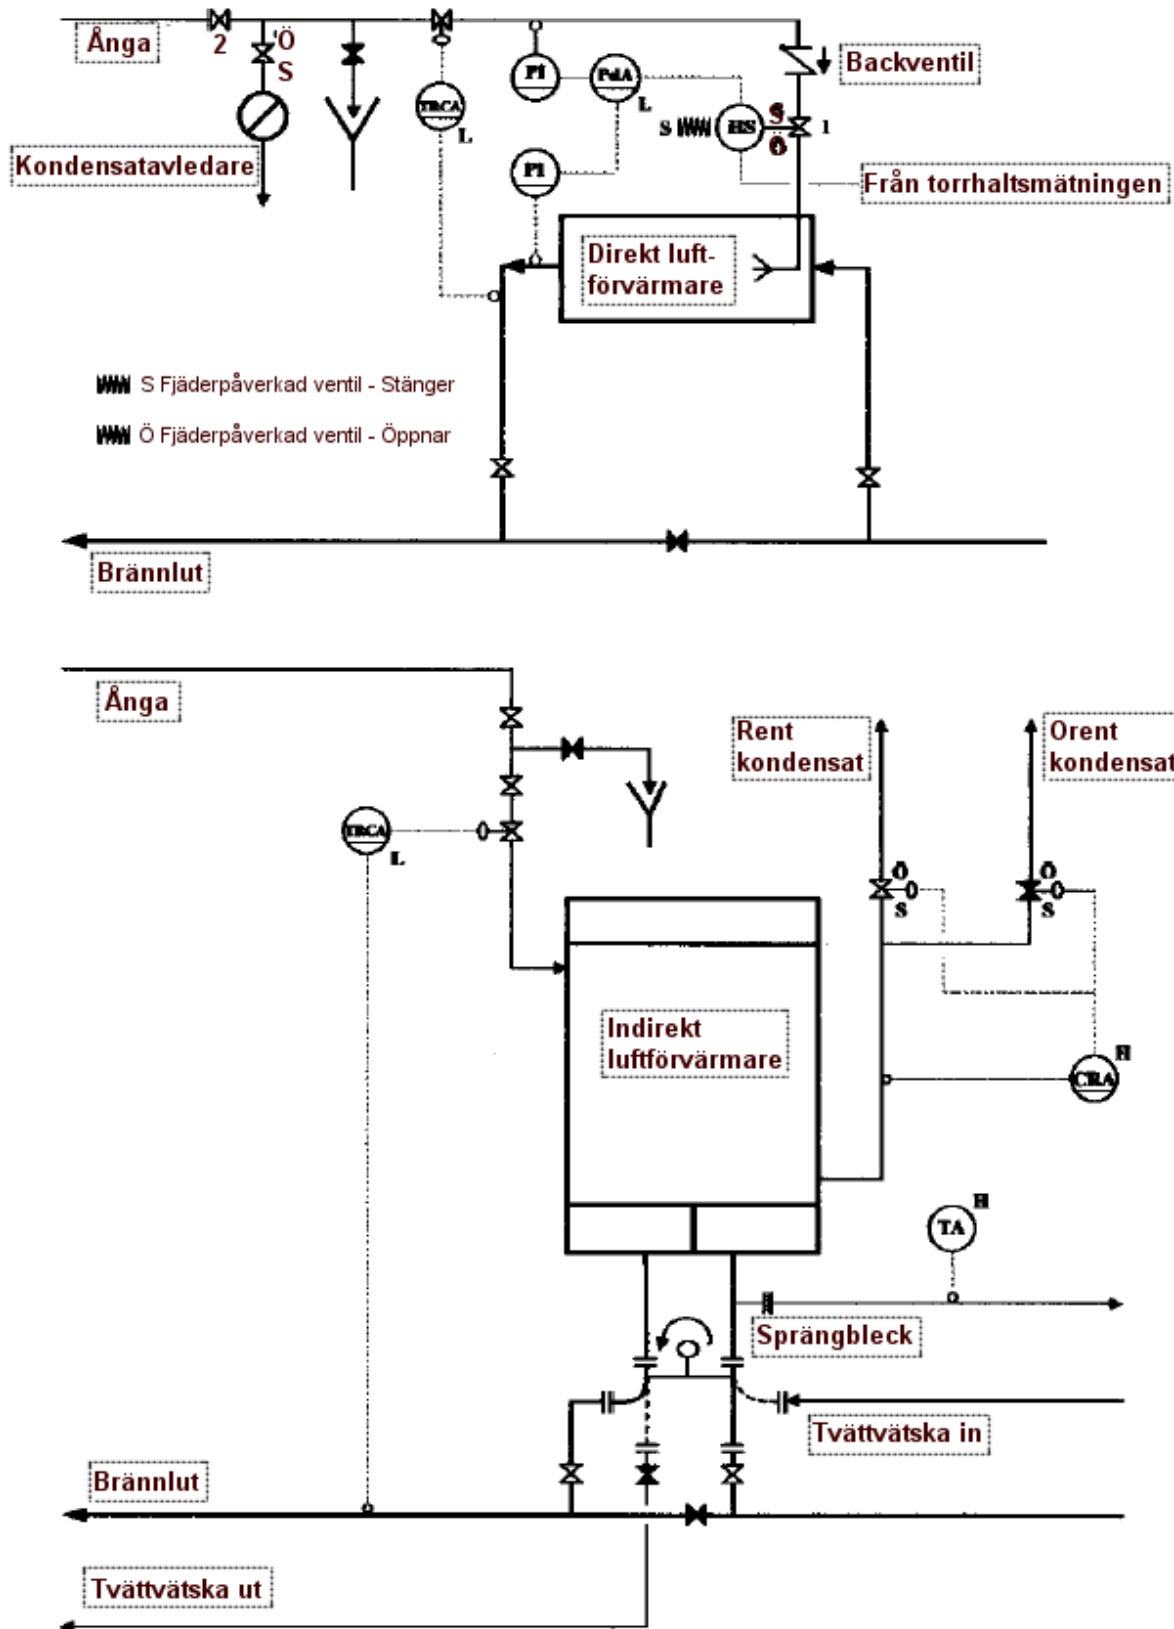 Ånga
2
Ö
S
Kondensatavledare
TRCA
L
PI
PdA
L
PI
S
HS
S
Ö
1
Backventil
Från torrhaltsmätningen
Direkt luft-
förvärmare
S Fjäderpåverkad ventil - Stänger
Ö Fjäderpåverkad ventil - Öppnar
Brännlut
Ånga
Rent
kondensat
Orent
kondensat
TRCA
L
Ö
S
Ö
S
Indirekt
luftförvärmare
CRA
H
TA
H
Sprängbleck
Tvättvätska in
Brännlut
Tvättvätska ut